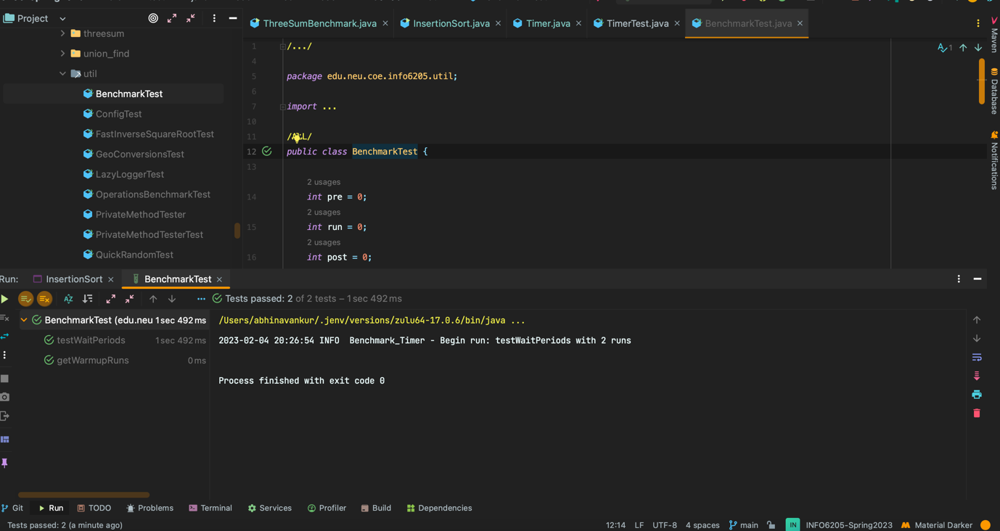 Project
ThreeSumBenchmark.java
InsertionSort.java
Timer.java
TimerTest.java
BenchmarkTest.java
threesum
union_find
util
BenchmarkTest
ConfigTest
FastInverseSquareRootTest
GeoConversionsTest
LazyLoggerTest
OperationsBenchmarkTest
PrivateMethodTester
PrivateMethodTesterTest
QuickRandomTest
1 /.../
4
5 package edu.neu.coe.info6205.util;
6
7 import ...
10
11
12 public class BenchmarkTest {
13
2 usages
14 int pre = 0;
2 usages
15 int run = 0;
2 usages
16 int post = 0;
1
Maven
Database
Notifications
Run:
InsertionSort
BenchmarkTest
Tests passed: 2 of 2 tests – 1 sec 492 ms
BenchmarkTest (edu.neu 1 sec 492 ms
testWaitPeriods 1 sec 492 ms
getWarmupRuns 0 ms
/Users/abhinavankur/.jenv/versions/zulu64-17.0.6/bin/java ...
2023-02-04 20:26:54 INFO Benchmark_Timer - Begin run: testWaitPeriods with 2 runs
Process finished with exit code 0
Git
Run
TODO
Problems
Terminal
Services
Profiler
Build
Dependencies
Tests passed: 2 (a minute ago)
12:14
LF
UTF-8
4 spaces
main
IN
INFO6205-Spring2023
Material Darker